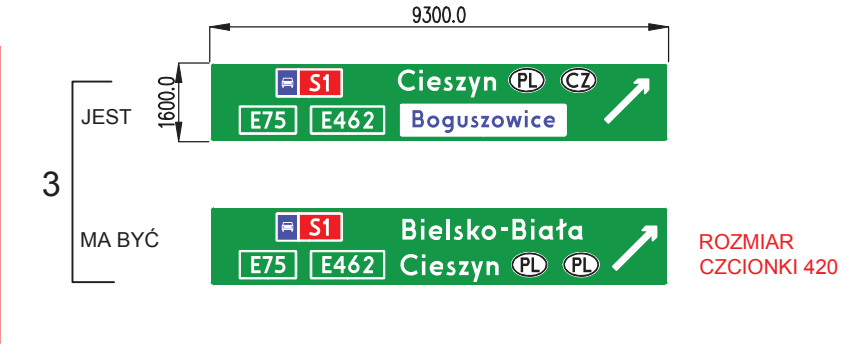 9300.0
1600.0
3
JEST
S1 Cieszyn PL CZ
E75 E462 Boguszowice
MA BYĆ
S1 Bielsko-Biała
E75 E462 Cieszyn PL PL
ROZMIAR
CZCIONKI 420